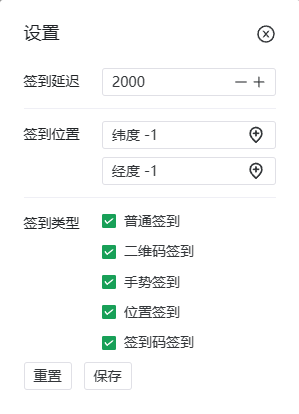 设置
签到延迟 2000
签到位置 纬度 -1
经度 -1
签到类型 普通签到
二维码签到
手势签到
位置签到
签到码签到
重置 保存